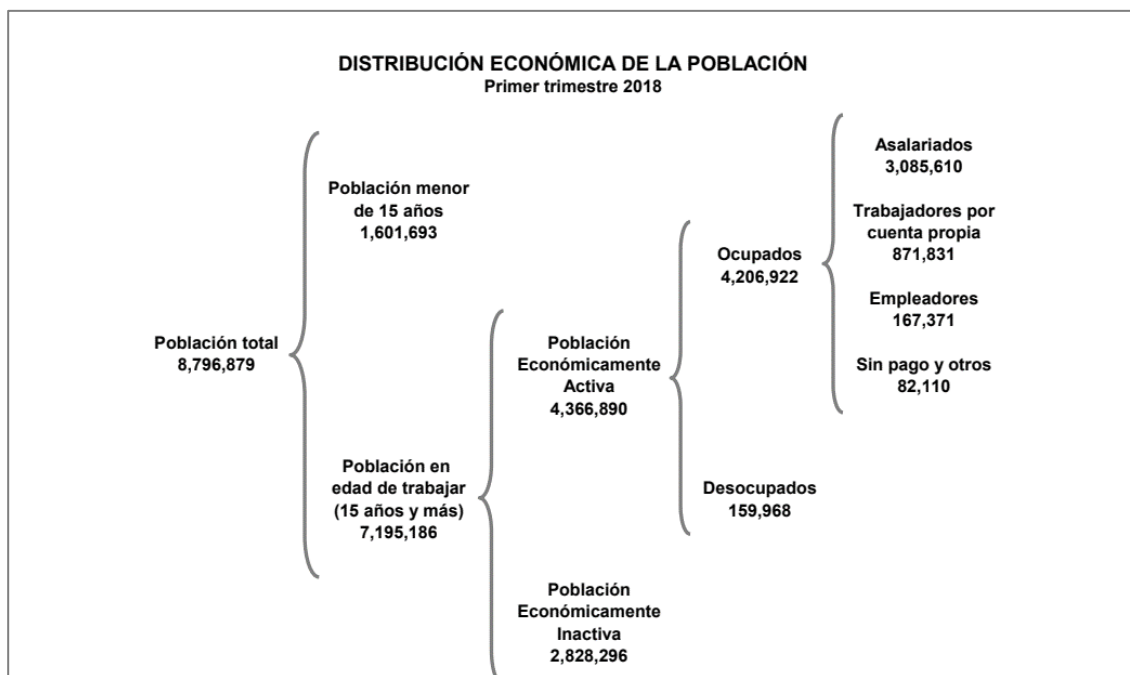 DISTRIBUCIÓN ECONÓMICA DE LA POBLACIÓN
Primer trimestre 2018
Población total
8,796,879
Población menor
de 15 años
1,601,693
Población en
edad de trabajar
(15 años y más)
7,195,186
Población
Económicamente
Activa
4,366,890
Población
Económicamente
Inactiva
2,828,296
Ocupados
4,206,922
Desocupados
159,968
Asalariados
3,085,610
Trabajadores por
cuenta propia
871,831
Empleadores
167,371
Sin pago y otros
82,110